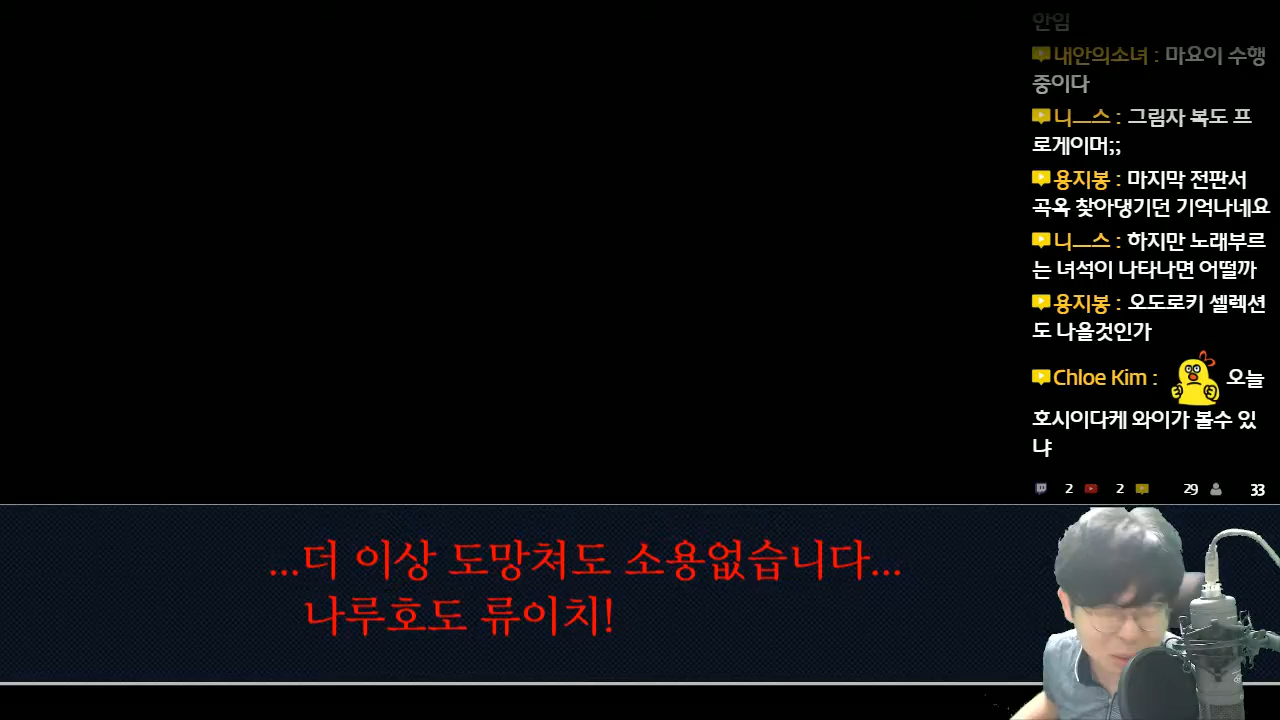 안임
내안의소녀 : 마요이 수행
중이다
니ㅡ스 : 그림자 복도 프
로게이머;;
용지봉 : 마지막 전판서
곡옥 찾아댕기던 기억나네요
니ㅡ스 : 하지만 노래부르
는 녀석이 나타나면 어떨까
용지봉 : 오도로키 셀렉션
도 나올것인가
Chloe Kim : 오늘
호시이다케 와이가 볼수 있
냐
2 2 29 33
...더 이상 도망쳐도 소용없습니다...
나루호도 류이치!